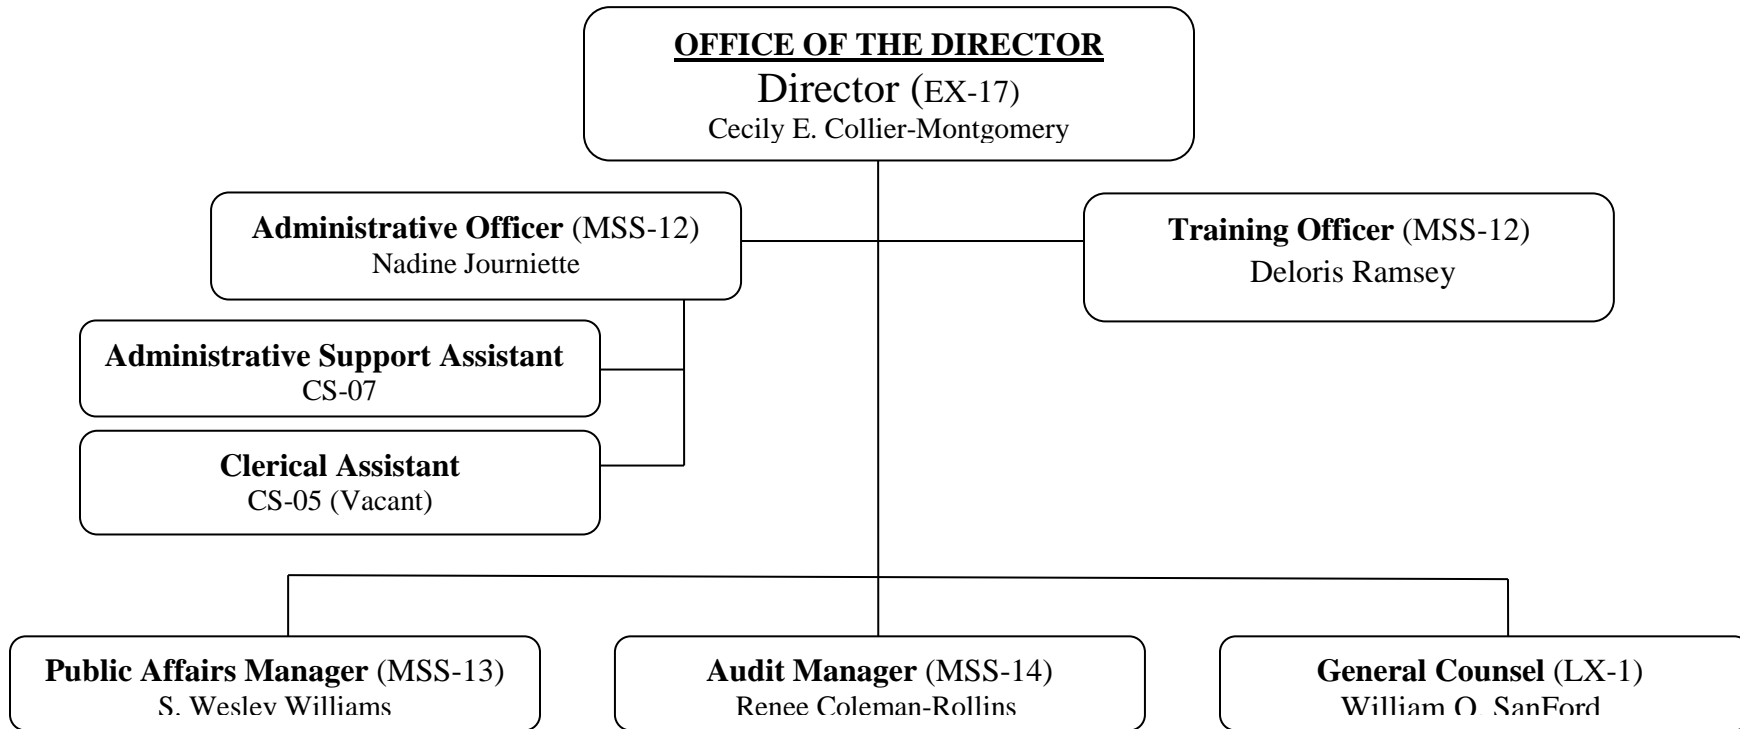 OFFICE OF THE DIRECTOR
Director (EX-17)
Cecily E. Collier-Montgomery
Administrative Officer (MSS-12)
Nadine Journiette
Training Officer (MSS-12)
Deloris Ramsey
Administrative Support Assistant
CS-07
Clerical Assistant
CS-05 (Vacant)
Public Affairs Manager (MSS-13)
S. Wesley Williams
Audit Manager (MSS-14)
Renee Coleman-Rollins
General Counsel (LX-1)
William O. SanFord